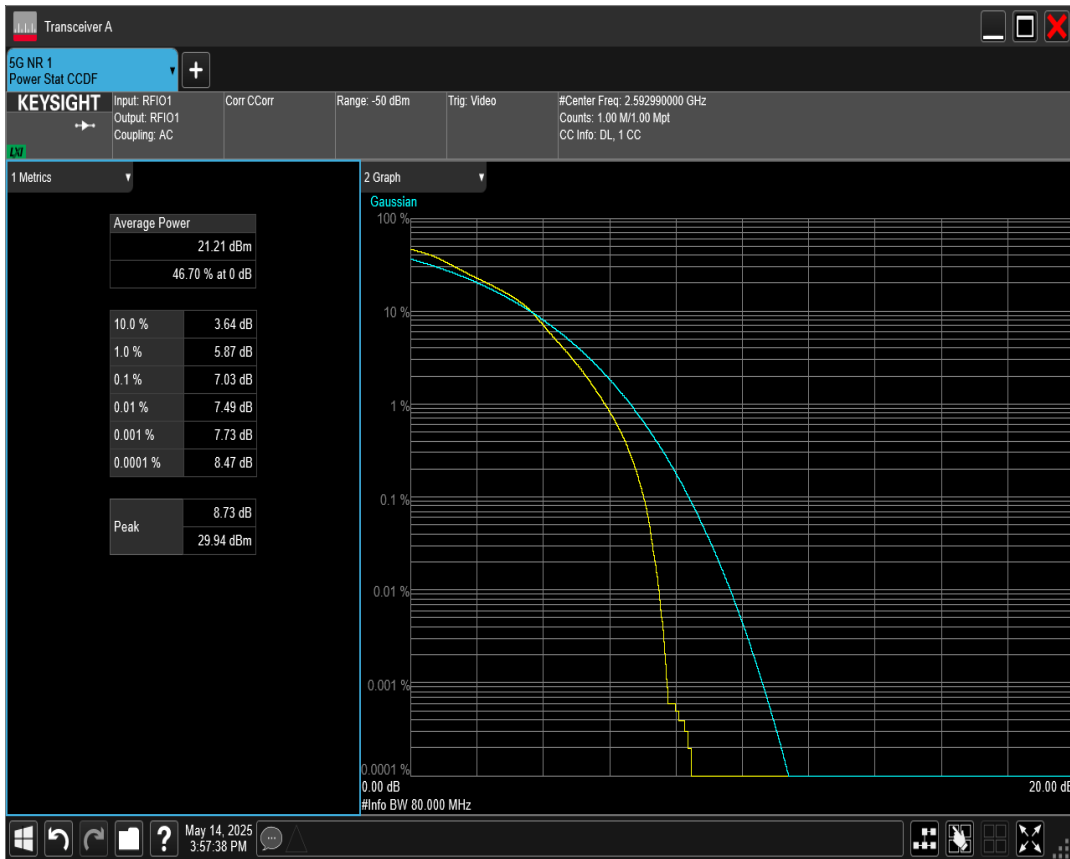 Transceiver A
5G NR 1
Power Stat CCDF
+
KEYSIGHT
LXI
Input: RFIO1
Output: RFIO1
Coupling: AC
Corr CCorr
Range: -50 dBm
Trig: Video
#Center Freq: 2.592990000 GHz
Counts: 1.00 M/1.00 Mpt
CC Info: DL, 1 CC
1 Metrics
Average Power
21.21 dBm
46.70 % at 0 dB
10.0 % 3.64 dB
1.0 % 5.87 dB
0.1 % 7.03 dB
0.01 % 7.49 dB
0.001 % 7.73 dB
0.0001 % 8.47 dB
Peak
8.73 dB
29.94 dBm
2 Graph
Gaussian
100 %
10 %
1 %
0.1 %
0.01 %
0.001 %
0.0001 %
0.00 dB 20.00 dB
#Info BW 80.000 MHz
?
May 14, 2025
3:57:38 PM